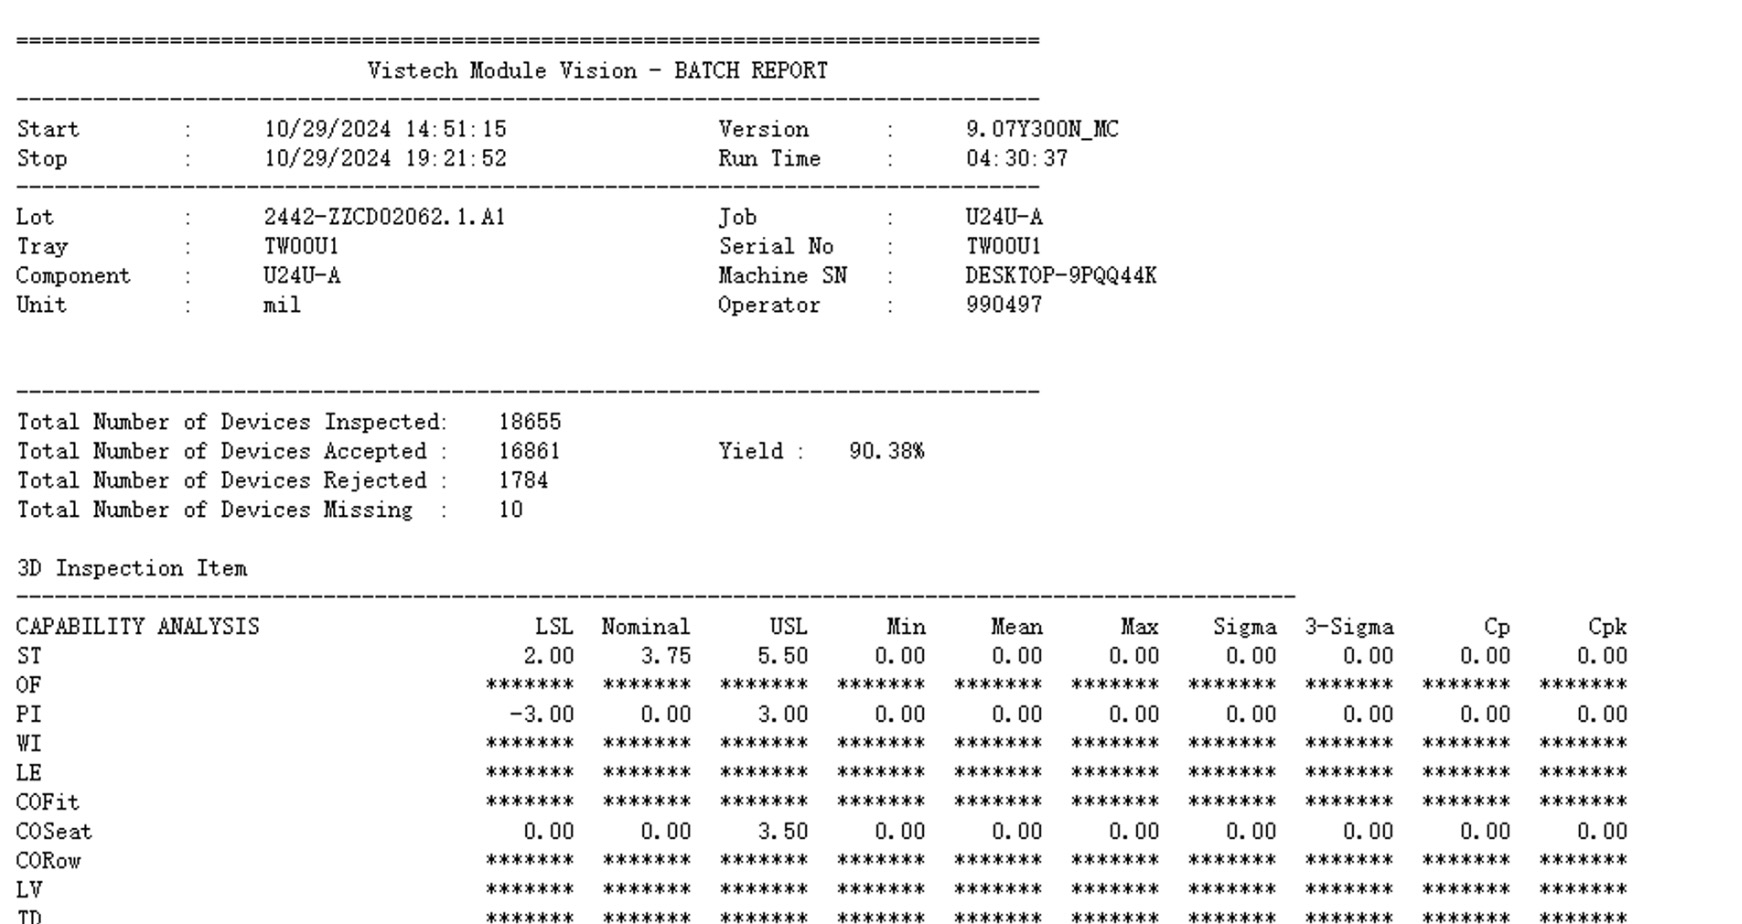 ================================================================================
Vistech Module Vision - BATCH REPORT
--------------------------------------------------------------------------------
Start : 10/29/2024 14:51:15 Version : 9.07Y300N_MC
Stop : 10/29/2024 19:21:52 Run Time : 04:30:37
--------------------------------------------------------------------------------
Lot : 2442-ZZCD02062.1.A1 Job : U24U-A
Tray : TW00U1 Serial No : TW00U1
Component : U24U-A Machine SN : DESKTOP-9PQQ44K
Unit : mil Operator : 990497
--------------------------------------------------------------------------------
Total Number of Devices Inspected: 18655
Total Number of Devices Accepted : 16861 Yield : 90.38%
Total Number of Devices Rejected : 1784
Total Number of Devices Missing : 10
3D Inspection Item
----------------------------------------------------------------------------------------------------
CAPABILITY ANALYSIS LSL Nominal USL Min Mean Max Sigma 3-Sigma Cp Cpk
ST 2.00 3.75 5.50 0.00 0.00 0.00 0.00 0.00 0.00 0.00
OF ******* ******* ******* ******* ******* ******* ******* ******* ******* *******
PI -3.00 0.00 3.00 0.00 0.00 0.00 0.00 0.00 0.00 0.00
WI ******* ******* ******* ******* ******* ******* ******* ******* ******* *******
LE ******* ******* ******* ******* ******* ******* ******* ******* ******* *******
COFit ******* ******* ******* ******* ******* ******* ******* ******* ******* *******
COSeat 0.00 0.00 3.50 0.00 0.00 0.00 0.00 0.00 0.00 0.00
CORow ******* ******* ******* ******* ******* ******* ******* ******* ******* *******
LV ******* ******* ******* ******* ******* ******* ******* ******* ******* *******
TD ******* ******* ******* ******* ******* ******* ******* ******* ******* *******